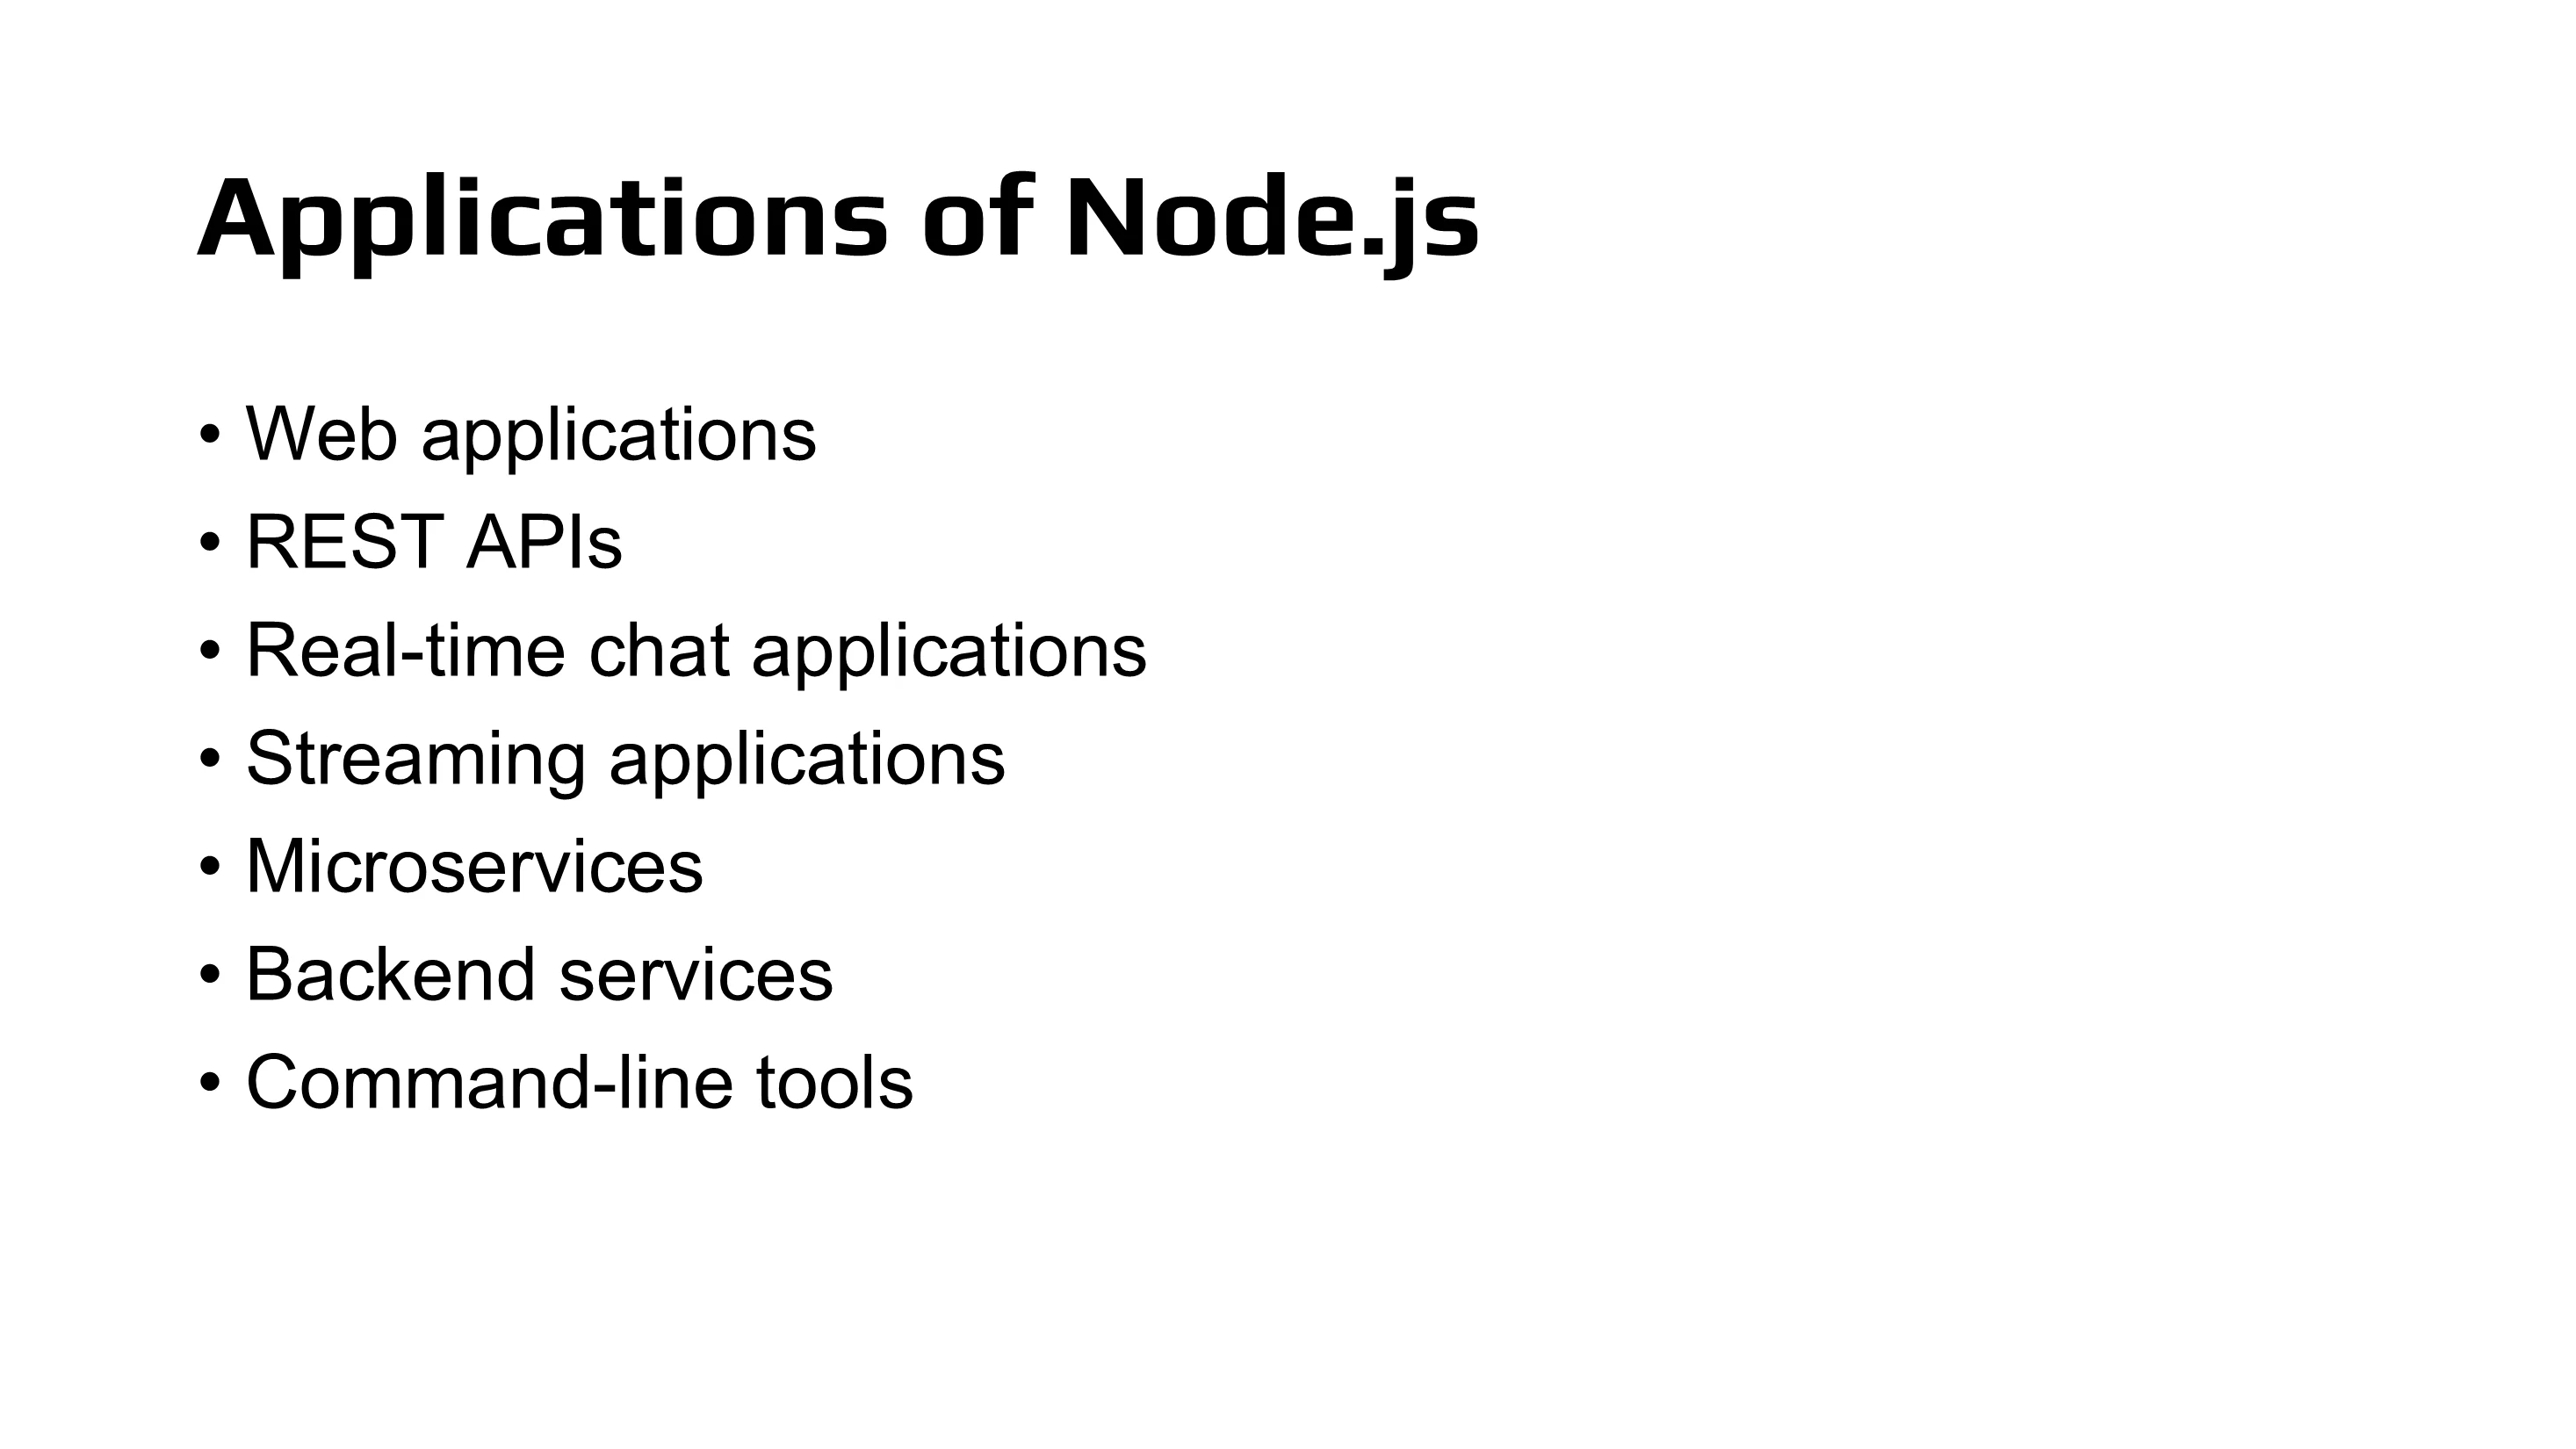 Applications of Node.js
• Web applications
• REST APIs
• Real-time chat applications
• Streaming applications
• Microservices
• Backend services
• Command-line tools